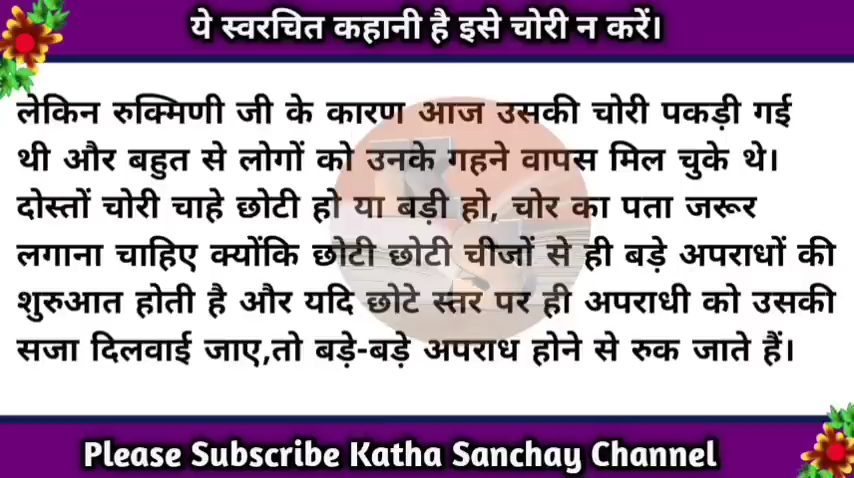 ये स्वरचित कहानी है इसे चोरी न करें।
लेकिन रुक्मिणी जी के कारण आज उसकी चोरी पकड़ी गई
थी और बहुत से लोगों को उनके गहने वापस मिल चुके थे।
दोस्तों चोरी चाहे छोटी हो या बड़ी हो, चोर का पता जरूर
लगाना चाहिए क्योंकि छोटी छोटी चीजों से ही बड़े अपराधों की
शुरुआत होती है और यदि छोटे स्तर पर ही अपराधी को उसकी
सजा दिलवाई जाए,तो बड़े-बड़े अपराध होने से रुक जाते हैं।
Please Subscribe Katha Sanchay Channel